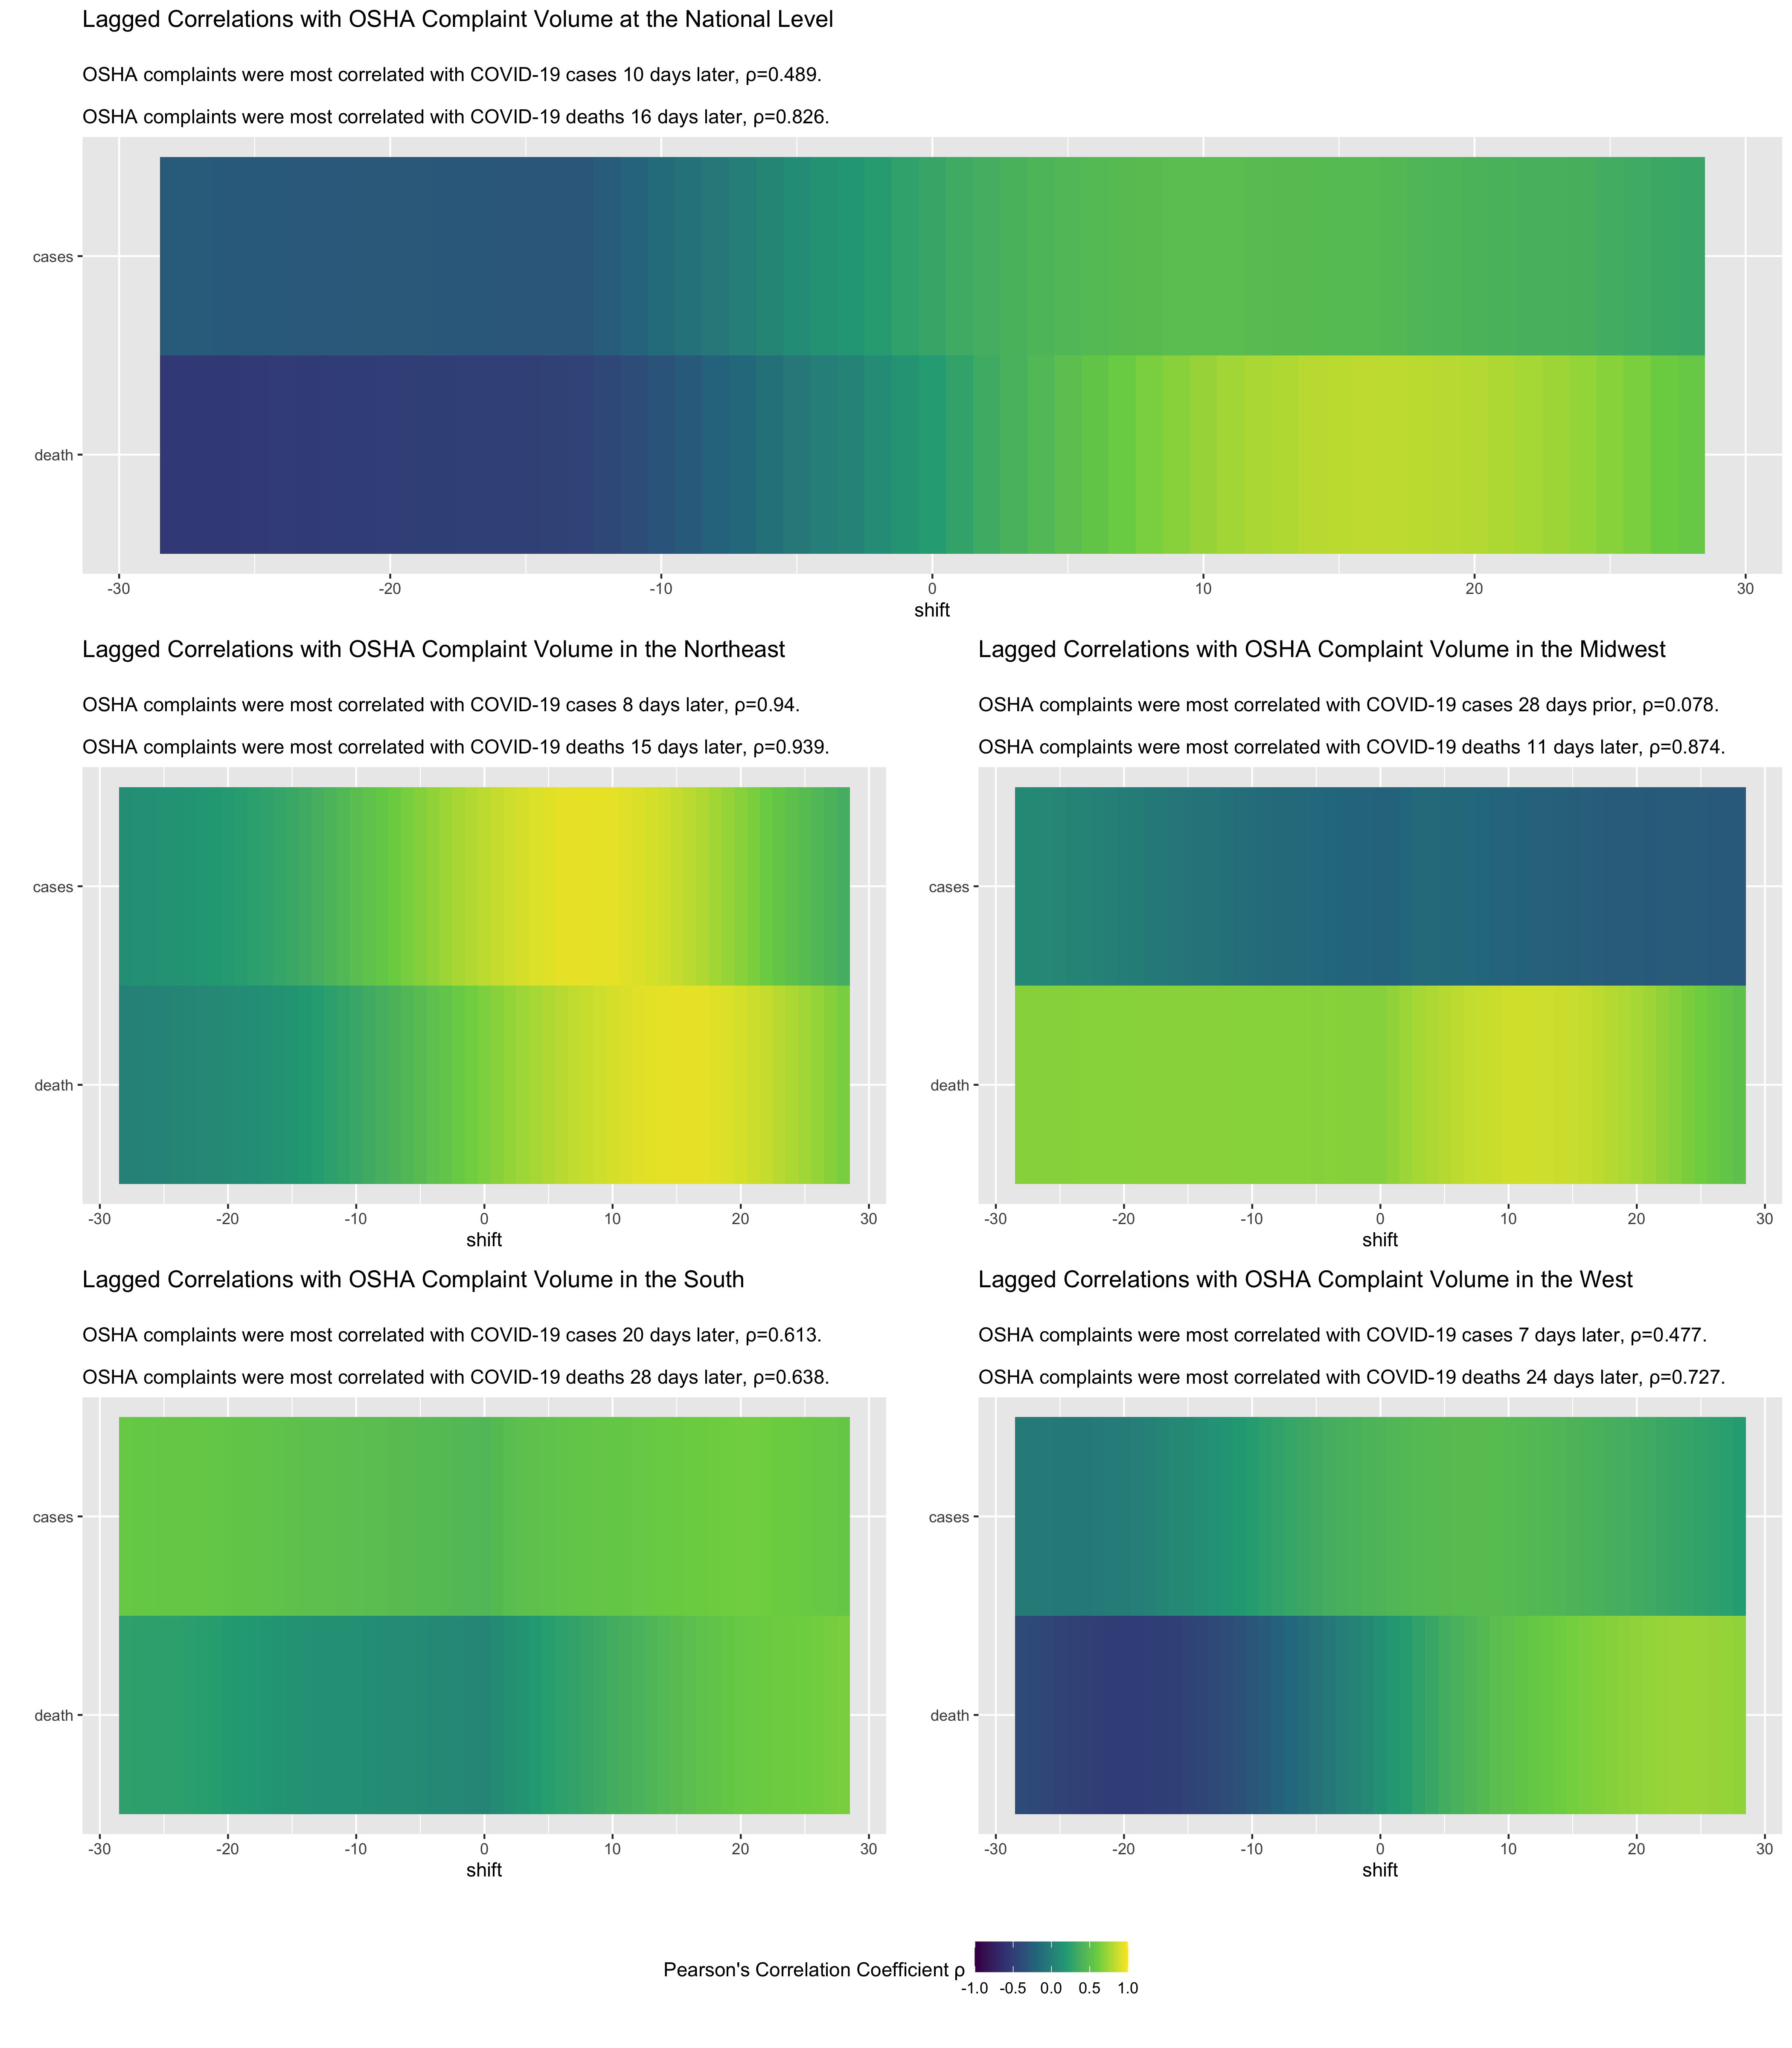 Lagged Correlations with OSHA Complaint Volume at the National Level
OSHA complaints were most correlated with COVID-19 cases 10 days later, ρ=0.489.
OSHA complaints were most correlated with COVID-19 deaths 16 days later, ρ=0.826.
cases
death
-30 -20 -10 0 10 20 30
shift
Lagged Correlations with OSHA Complaint Volume in the Northeast
OSHA complaints were most correlated with COVID-19 cases 8 days later, ρ=0.94.
OSHA complaints were most correlated with COVID-19 deaths 15 days later, ρ=0.939.
cases
death
-30 -20 -10 0 10 20 30
shift
Lagged Correlations with OSHA Complaint Volume in the Midwest
OSHA complaints were most correlated with COVID-19 cases 28 days prior, ρ=0.078.
OSHA complaints were most correlated with COVID-19 deaths 11 days later, ρ=0.874.
cases
death
-30 -20 -10 0 10 20 30
shift
Lagged Correlations with OSHA Complaint Volume in the South
OSHA complaints were most correlated with COVID-19 cases 20 days later, ρ=0.613.
OSHA complaints were most correlated with COVID-19 deaths 28 days later, ρ=0.638.
cases
death
-30 -20 -10 0 10 20 30
shift
Lagged Correlations with OSHA Complaint Volume in the West
OSHA complaints were most correlated with COVID-19 cases 7 days later, ρ=0.477.
OSHA complaints were most correlated with COVID-19 deaths 24 days later, ρ=0.727.
cases
death
-30 -20 -10 0 10 20 30
shift
Pearson's Correlation Coefficient ρ
-1.0 -0.5 0.0 0.5 1.0